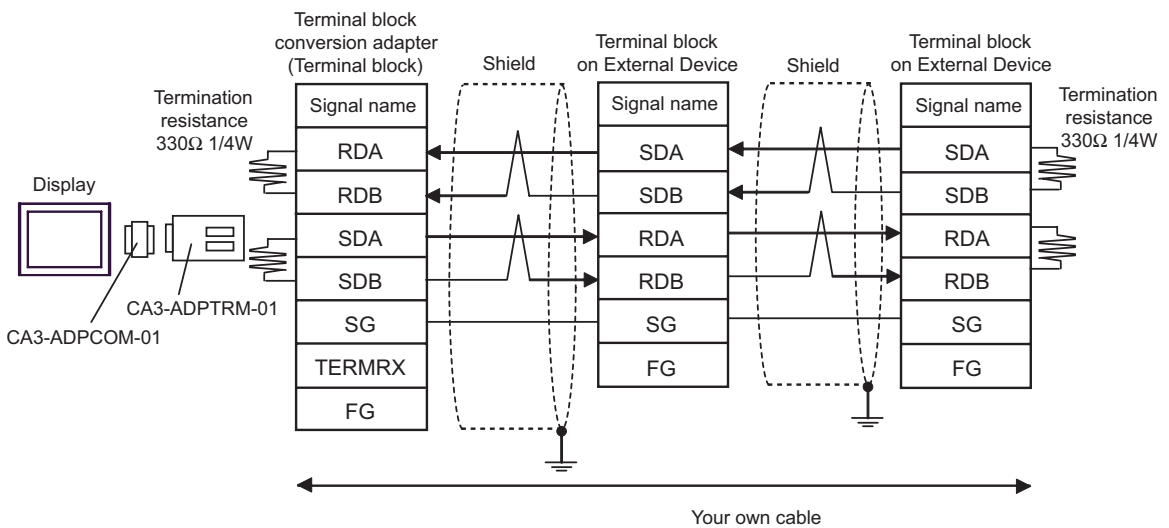 Terminal block
conversion adapter
(Terminal block)
Shield
Terminal block
on External Device
Shield
Terminal block
on External Device
Termination
resistance
330Ω 1/4W
Signal name
Signal name
Signal name
Termination
resistance
330Ω 1/4W
RDA
SDA
SDA
RDB
SDB
SDB
Display
SDA
RDA
RDA
SDB
RDB
RDB
CA3-ADPTRM-01
CA3-ADPCOM-01
SG
SG
SG
TERMRX
FG
FG
FG
Your own cable